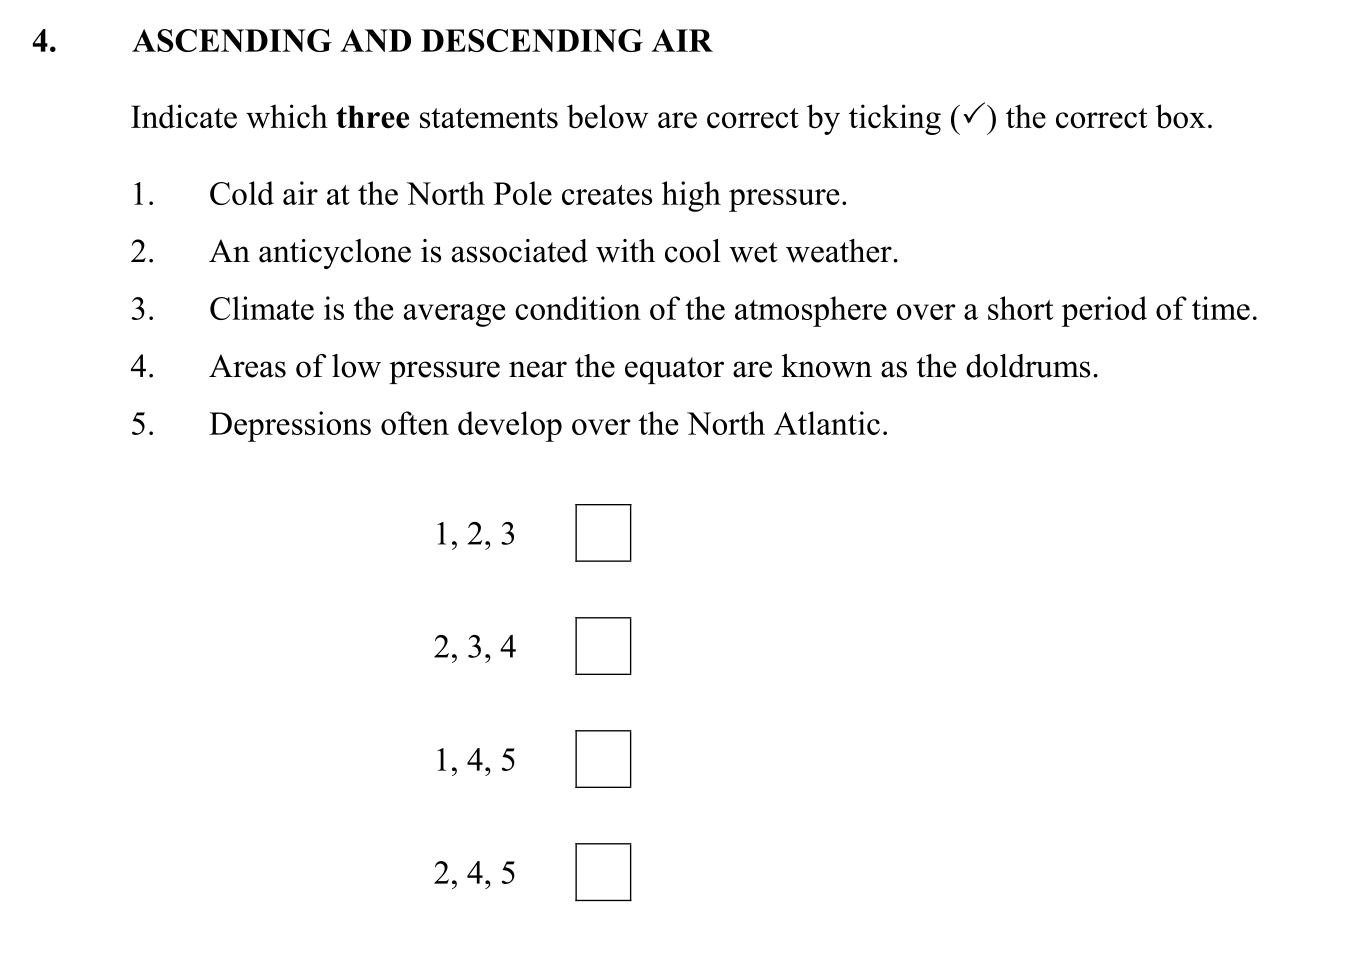 4. ASCENDING AND DESCENDING AIR
Indicate which three statements below are correct by ticking (✓) the correct box.
1. Cold air at the North Pole creates high pressure.
2. An anticyclone is associated with cool wet weather.
3. Climate is the average condition of the atmosphere over a short period of time.
4. Areas of low pressure near the equator are known as the doldrums.
5. Depressions often develop over the North Atlantic.
1, 2, 3
2, 3, 4
1, 4, 5
2, 4, 5